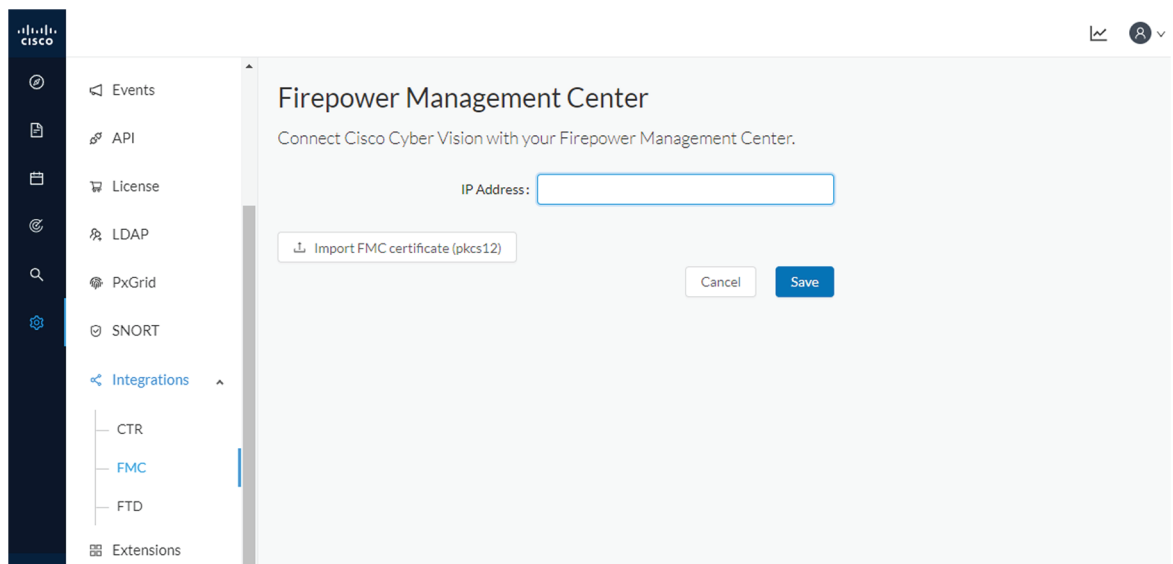 CISCO
Events
API
License
LDAP
PxGrid
SNORT
Integrations
CTR
FMC
FTD
Extensions
Firepower Management Center
Connect Cisco Cyber Vision with your Firepower Management Center.
IP Address:
Import FMC certificate (pkcs12)
Cancel Save